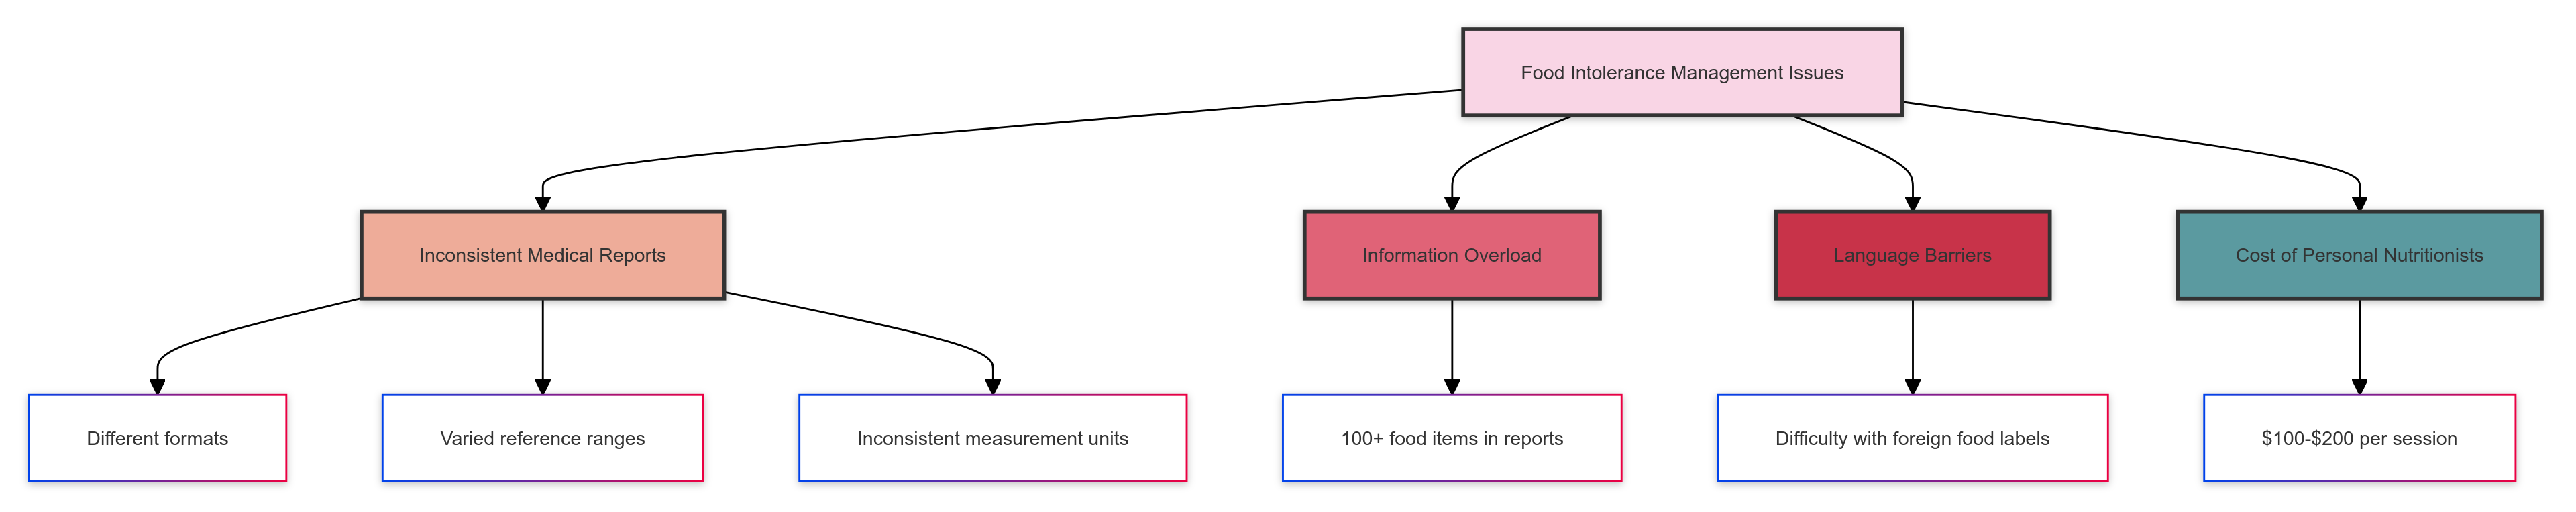 Food Intolerance Management Issues
Inconsistent Medical Reports
Information Overload
Language Barriers
Cost of Personal Nutritionists
Different formats
Varied reference ranges
Inconsistent measurement units
100+ food items in reports
Difficulty with foreign food labels
$100-$200 per session